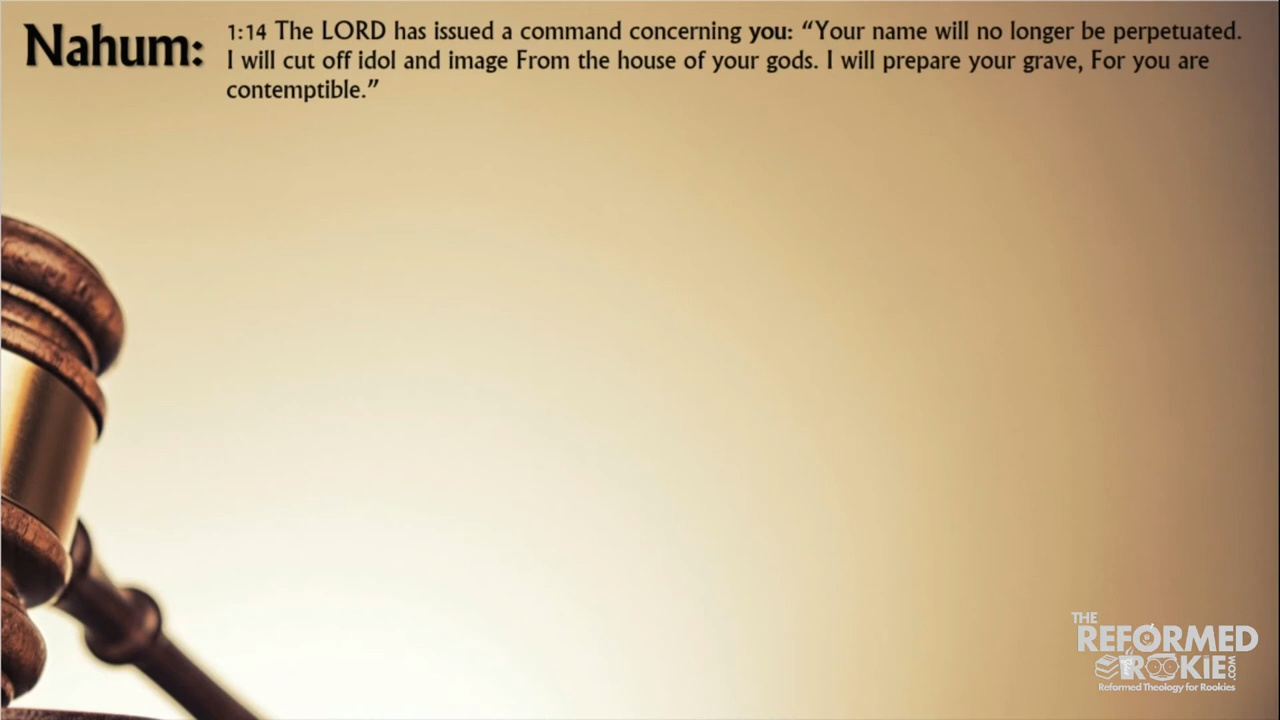 Nahum:
1:14 The LORD has issued a command concerning you: “Your name will no longer be perpetuated.
I will cut off idol and image From the house of your gods. I will prepare your grave, For you are
contemptible.”
THE
REFORMED
ROOKIE.COM
Reformed Theology for Rookies